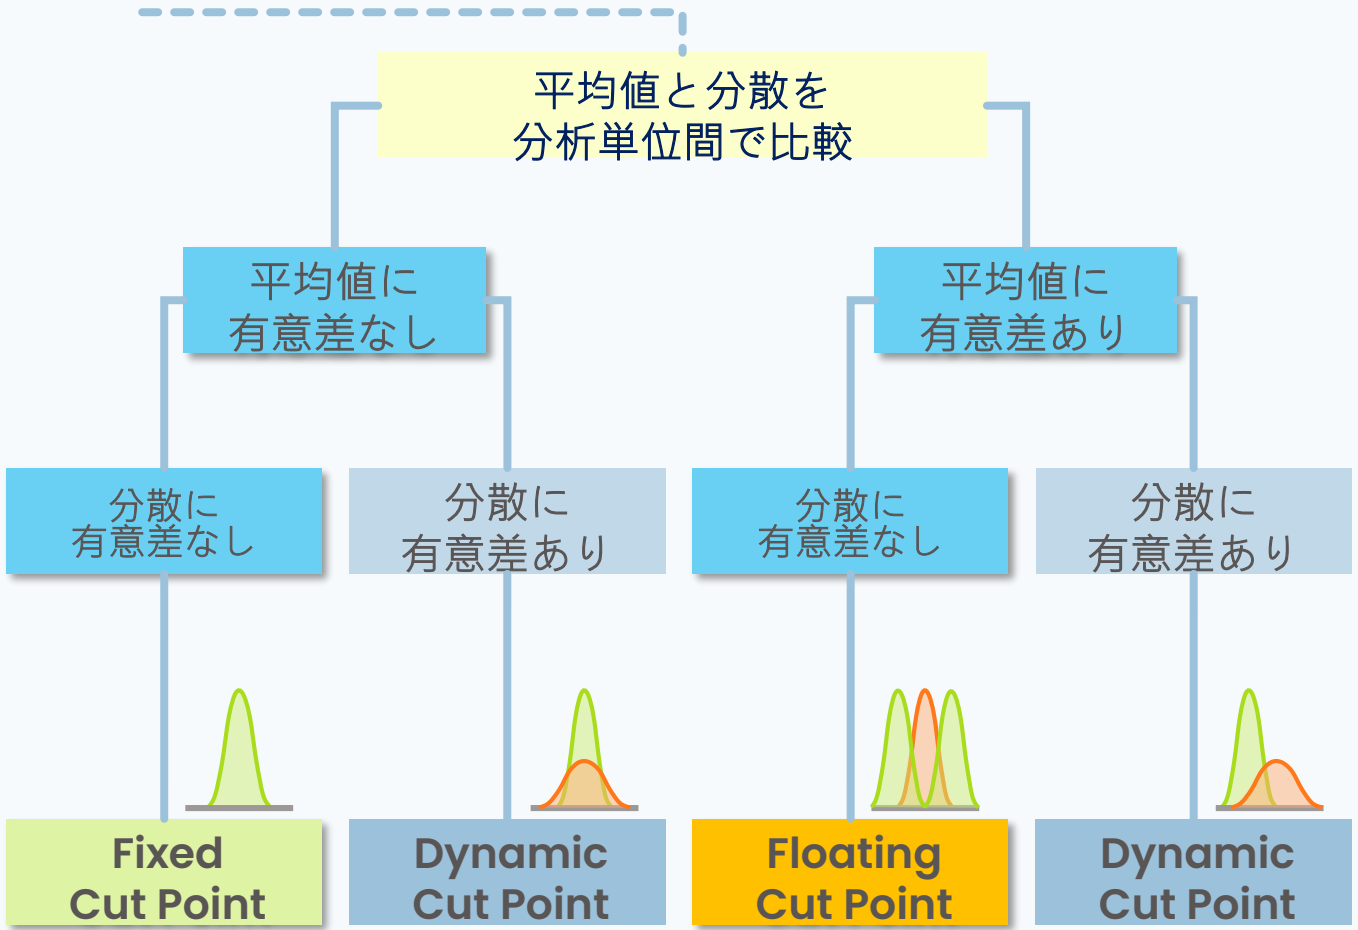 平均値と分散を
分析単位間で比較
平均値に
有意差なし
平均値に
有意差あり
分散に
有意差なし
分散に
有意差あり
分散に
有意差なし
分散に
有意差あり
Fixed
Cut Point
Dynamic
Cut Point
Floating
Cut Point
Dynamic
Cut Point